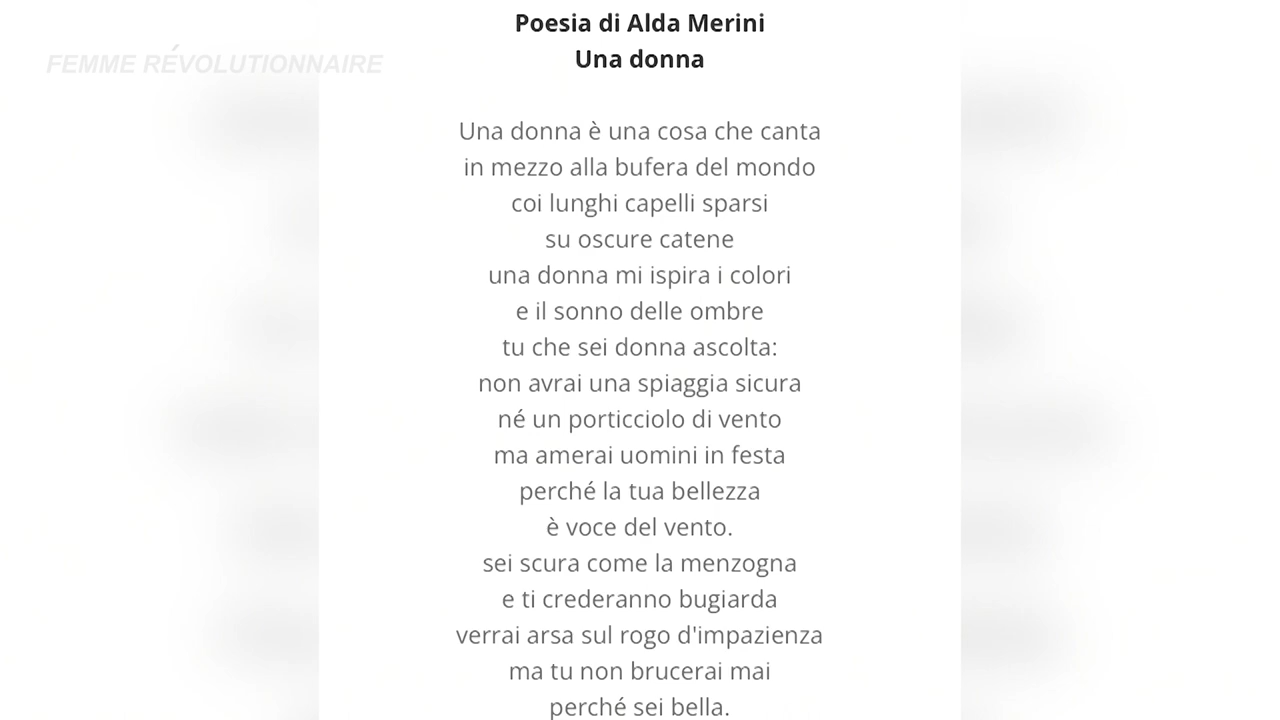 Poesia di Alda Merini
Una donna
FEMME RÉVOLUTIONNAIRE
Una donna è una cosa che canta
in mezzo alla bufera del mondo
coi lunghi capelli sparsi
su oscure catene
una donna mi ispira i colori
e il sonno delle ombre
tu che sei donna ascolta:
non avrai una spiaggia sicura
né un porticciolo di vento
ma amerai uomini in festa
perché la tua bellezza
è voce del vento.
sei scura come la menzogna
e ti crederanno bugiarda
verrai arsa sul rogo d'impazienza
ma tu non brucerai mai
perché sei bella.